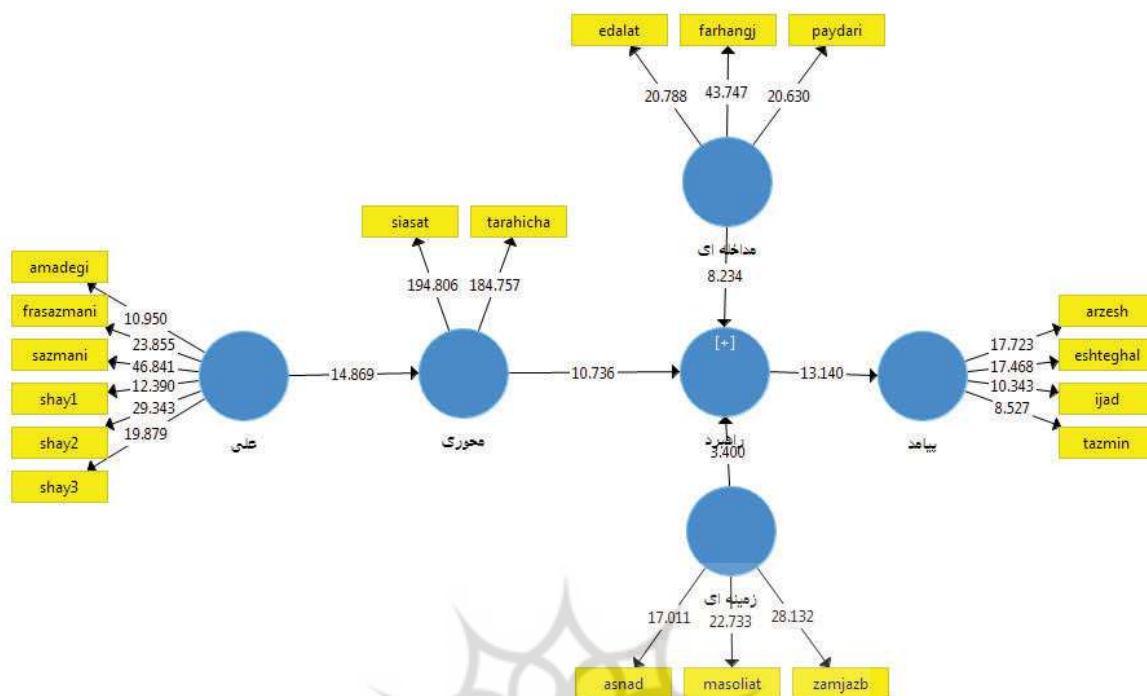 edalat
farhangj
paydari
20.788
43.747
20.630
مداخله ای
8.234
siasat
tarahicha
194.806
184.757
amadegi
frasazmani
sazmani
shay1
shay2
shay3
10.950
23.855
46.841
12.390
29.343
19.879
علی
14.869
محوری
10.736
[+]
راهبرد
13.140
پیامد
17.723
17.468
10.343
8.527
arzesh
eshteghal
ijad
tazmin
3.400
زمینه ای
17.011
22.733
28.132
asnad
masoliat
zamjazb